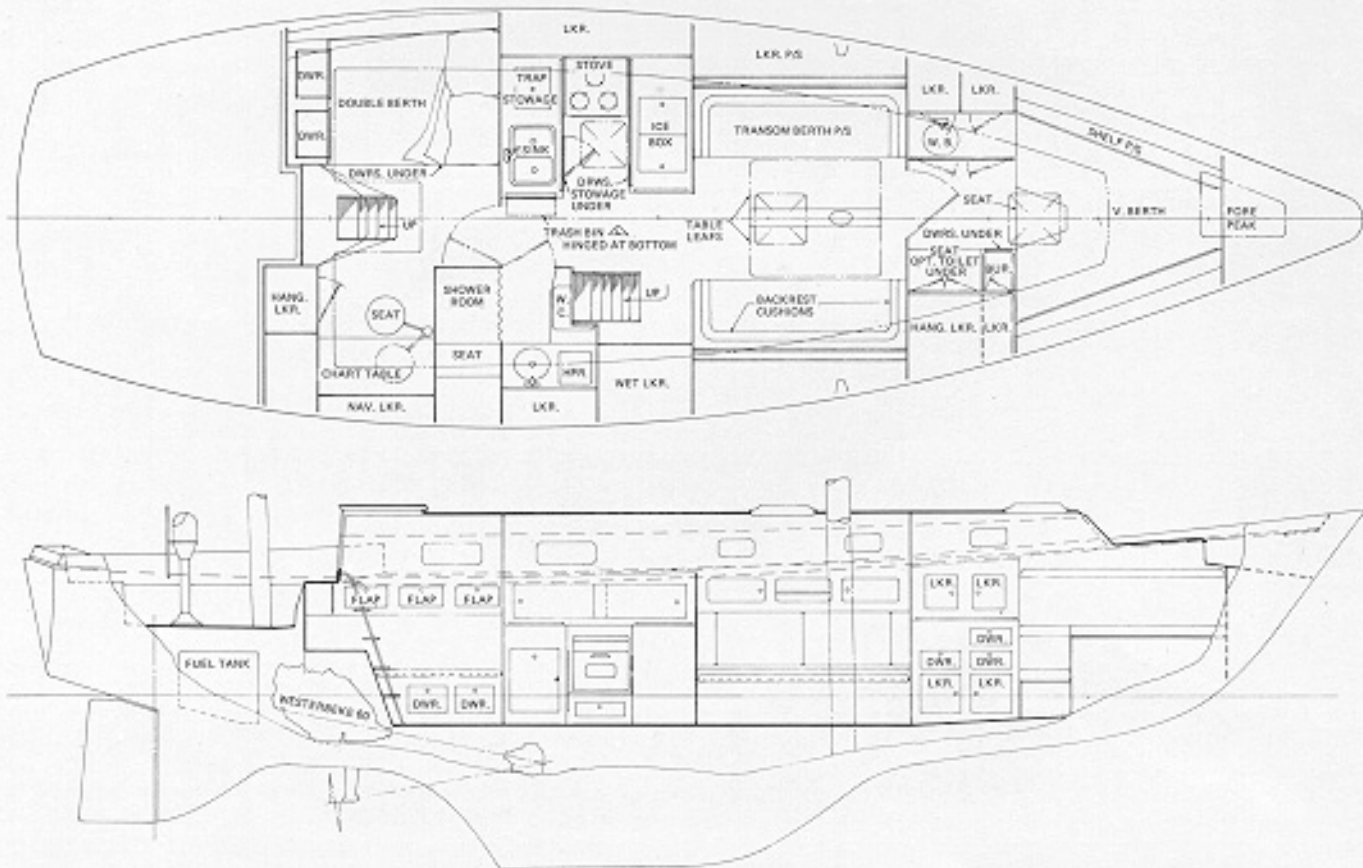 LKR.
LKR. P/S
DWR.
DOUBLE BERTH
TRAP
STOWAGE
STOVE
LKR.
LKR.
DWR.
SINK
ICE
BOX
TRANSOM BERTH P/S
W. B.
SHELF P/S
DWRS. UNDER
DRWS.
STOWAGE
UNDER
UP
TRASH BIN
HINGED AT BOTTOM
TABLE
LEAFS
SEAT
V. BERTH
FORE
PEAK
DWRS. UNDER
SEAT
OPT. TOILET
UNDER
BUR.
HANG.
LKR.
SEAT
SHOWER
ROOM
W.
C.
UP
BACKREST
CUSHIONS
HANG. LKR.
LKR.
CHART TABLE
SEAT
HPR.
WET LKR.
NAV. LKR.
LKR.
FLAP
FLAP
FLAP
LKR.
LKR.
FUEL TANK
DWR.
DWR.
DWR.
WESTERBEKE 60
DWR.
DWR.
LKR.
LKR.